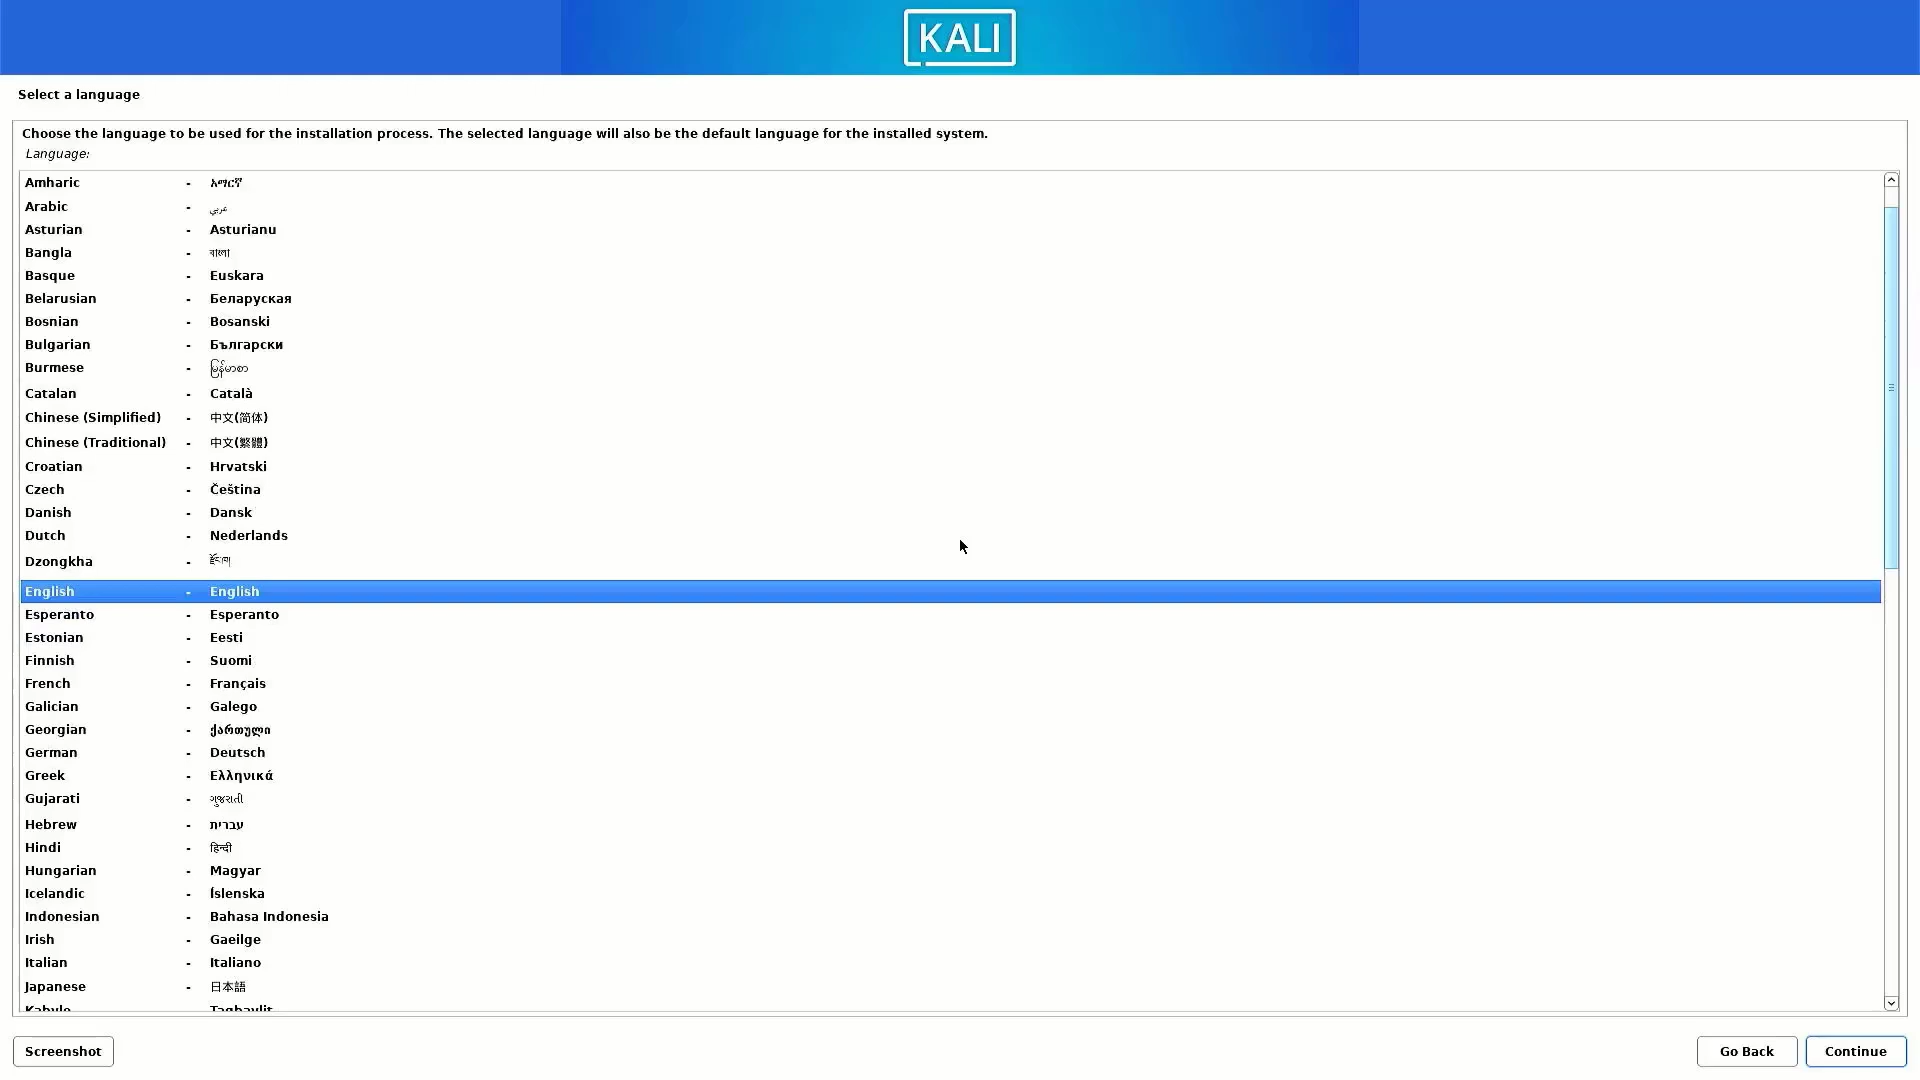 KALI
Select a language
Choose the language to be used for the installation process. The selected language will also be the default language for the installed system.
Language:
Amharic - አማርኛ
Arabic - عربي
Asturian - Asturianu
Bangla - বাংলা
Basque - Euskara
Belarusian - Беларуская
Bosnian - Bosanski
Bulgarian - Български
Burmese - မြန်မာစာ
Catalan - Català
Chinese (Simplified) - 中文(简体)
Chinese (Traditional) - 中文(繁體)
Croatian - Hrvatski
Czech - Čeština
Danish - Dansk
Dutch - Nederlands
Dzongkha - རྫོང་ཁ།
English - English
Esperanto - Esperanto
Estonian - Eesti
Finnish - Suomi
French - Français
Galician - Galego
Georgian - ქართული
German - Deutsch
Greek - Ελληνικά
Gujarati - ગુજરાતી
Hebrew - עברית
Hindi - हिन्दी
Hungarian - Magyar
Icelandic - Íslenska
Indonesian - Bahasa Indonesia
Irish - Gaeilge
Italian - Italiano
Japanese - 日本語
Kabyle - Taqbaylit
Screenshot
Go Back
Continue